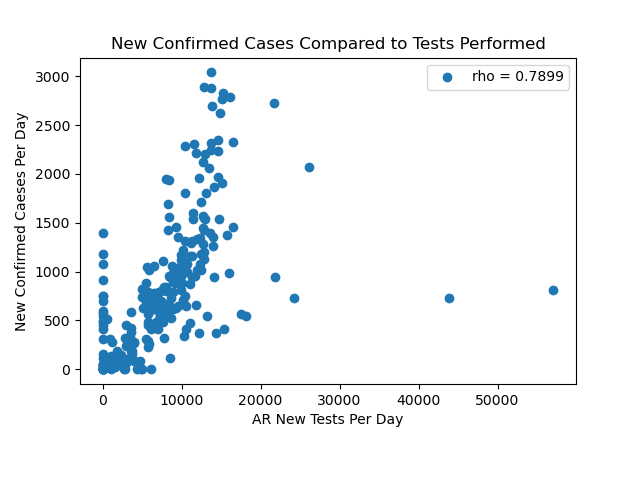 New Confirmed Cases Compared to Tests Performed
rho = 0.7899
3000
2500
2000
1500
1000
500
0
New Confirmed Caeses Per Day
0 10000 20000 30000 40000 50000
AR New Tests Per Day